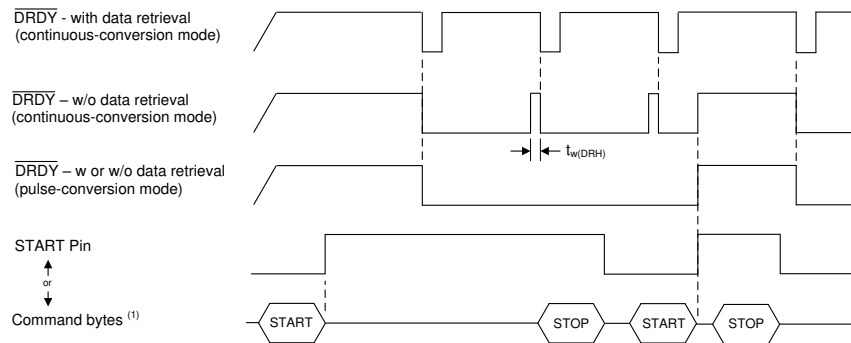 DRDY - with data retrieval
(continuous-conversion mode)
DRDY – w/o data retrieval
(continuous-conversion mode)
tw(DRH)
DRDY – w or w/o data retrieval
(pulse-conversion mode)
START Pin
or
Command bytes (1)
START
STOP
START
STOP